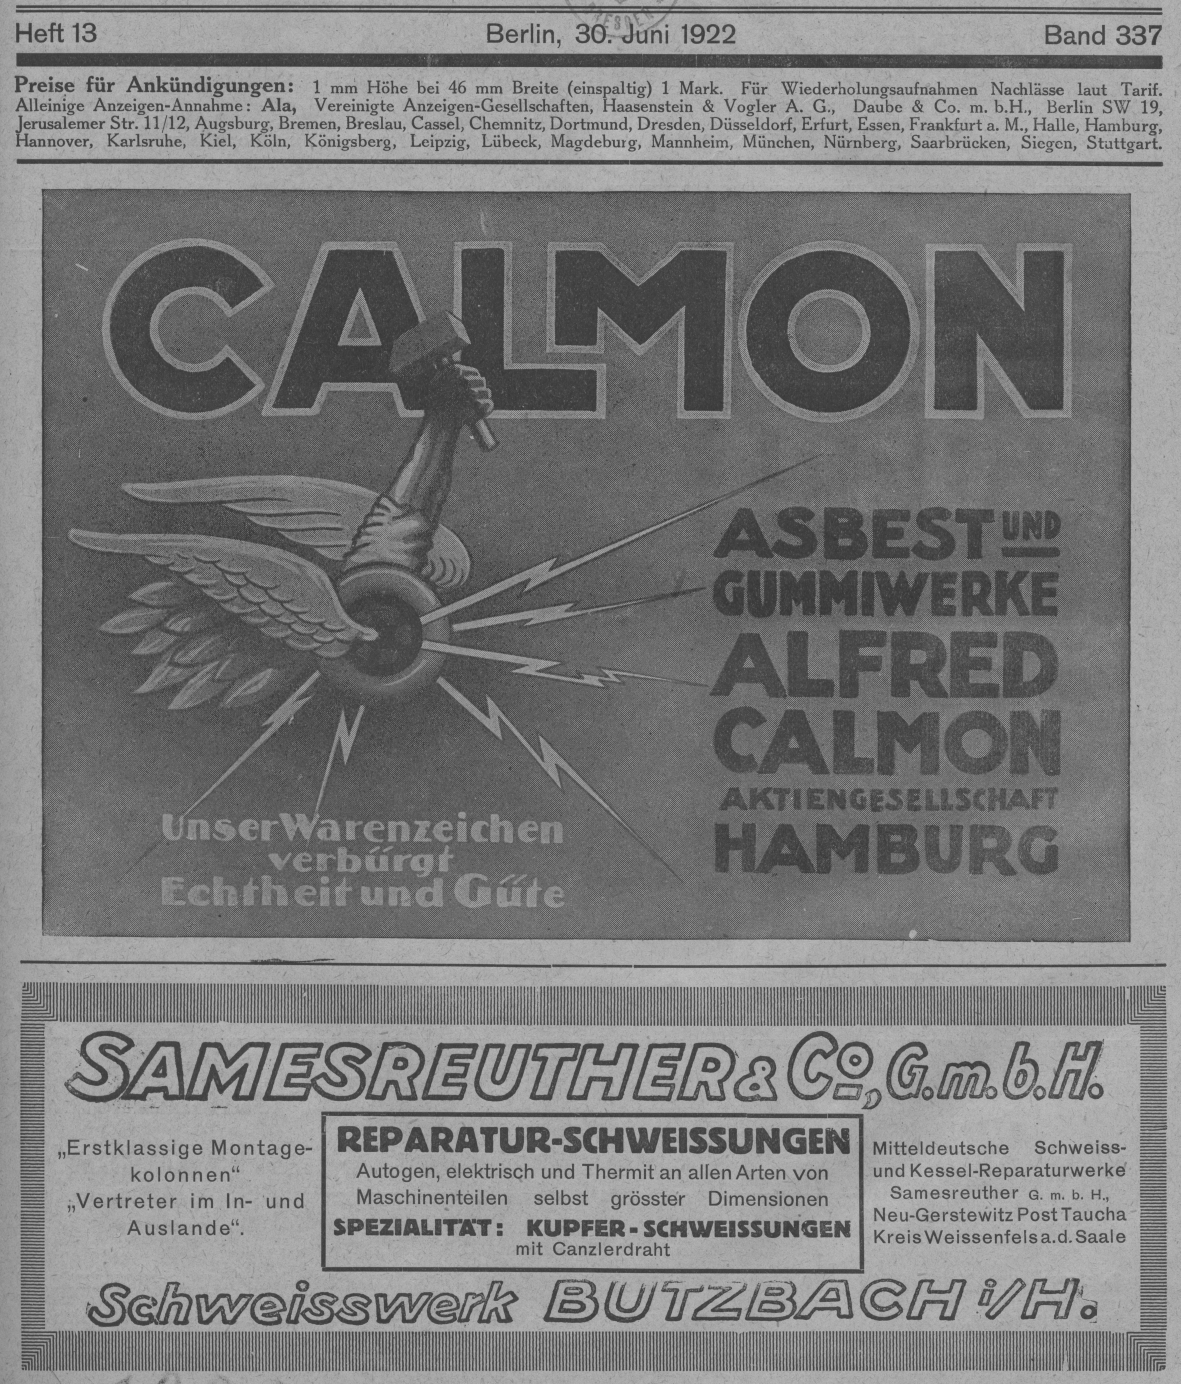 Heft 13 Berlin, 30. Juni 1922 Band 337
Preise für Ankündigungen: 1 mm Höhe bei 46 mm Breite (einspaltig) 1 Mark. Für Wiederholungsaufnahmen Nachlässe laut Tarif.
Alleinige Anzeigen-Annahme: Ala, Vereinigte Anzeigen-Gesellschaften, Haasenstein & Vogler A. G., Daube & Co. m. b.H., Berlin SW 19,
Jerusalemer Str. 11/12, Augsburg, Bremen, Breslau, Cassel, Chemnitz, Dortmund, Dresden, Düsseldorf, Erfurt, Essen, Frankfurt a. M., Halle, Hamburg,
Hannover, Karlsruhe, Kiel, Köln, Königsberg, Leipzig, Lübeck, Magdeburg, Mannheim, München, Nürnberg, Saarbrücken, Siegen, Stuttgart.
CALMON
ASBEST UND
GUMMIWERKE
ALFRED
CALMON
AKTIENGESELLSCHAFT
HAMBURG
Unser Warenzeichen
verbürgt
Echtheit und Güte
SAMESREUTHER & Co., G.m.b.H.
„Erstklassige Montage-
kolonnen“
„Vertreter im In- und
Auslande“.
REPARATUR-SCHWEISSUNGEN
Autogen, elektrisch und Thermit an allen Arten von
Maschinenteilen selbst grösster Dimensionen
SPEZIALITÄT: KUPFER-SCHWEISSUNGEN
mit Canzlerdraht
Mitteldeutsche Schweiss-
und Kessel-Reparaturwerke
Samesreuther G. m. b. H.,
Neu-Gerstewitz Post Taucha
Kreis Weissenfels a. d. Saale
Schweisswerk BUTZBACH i/H.